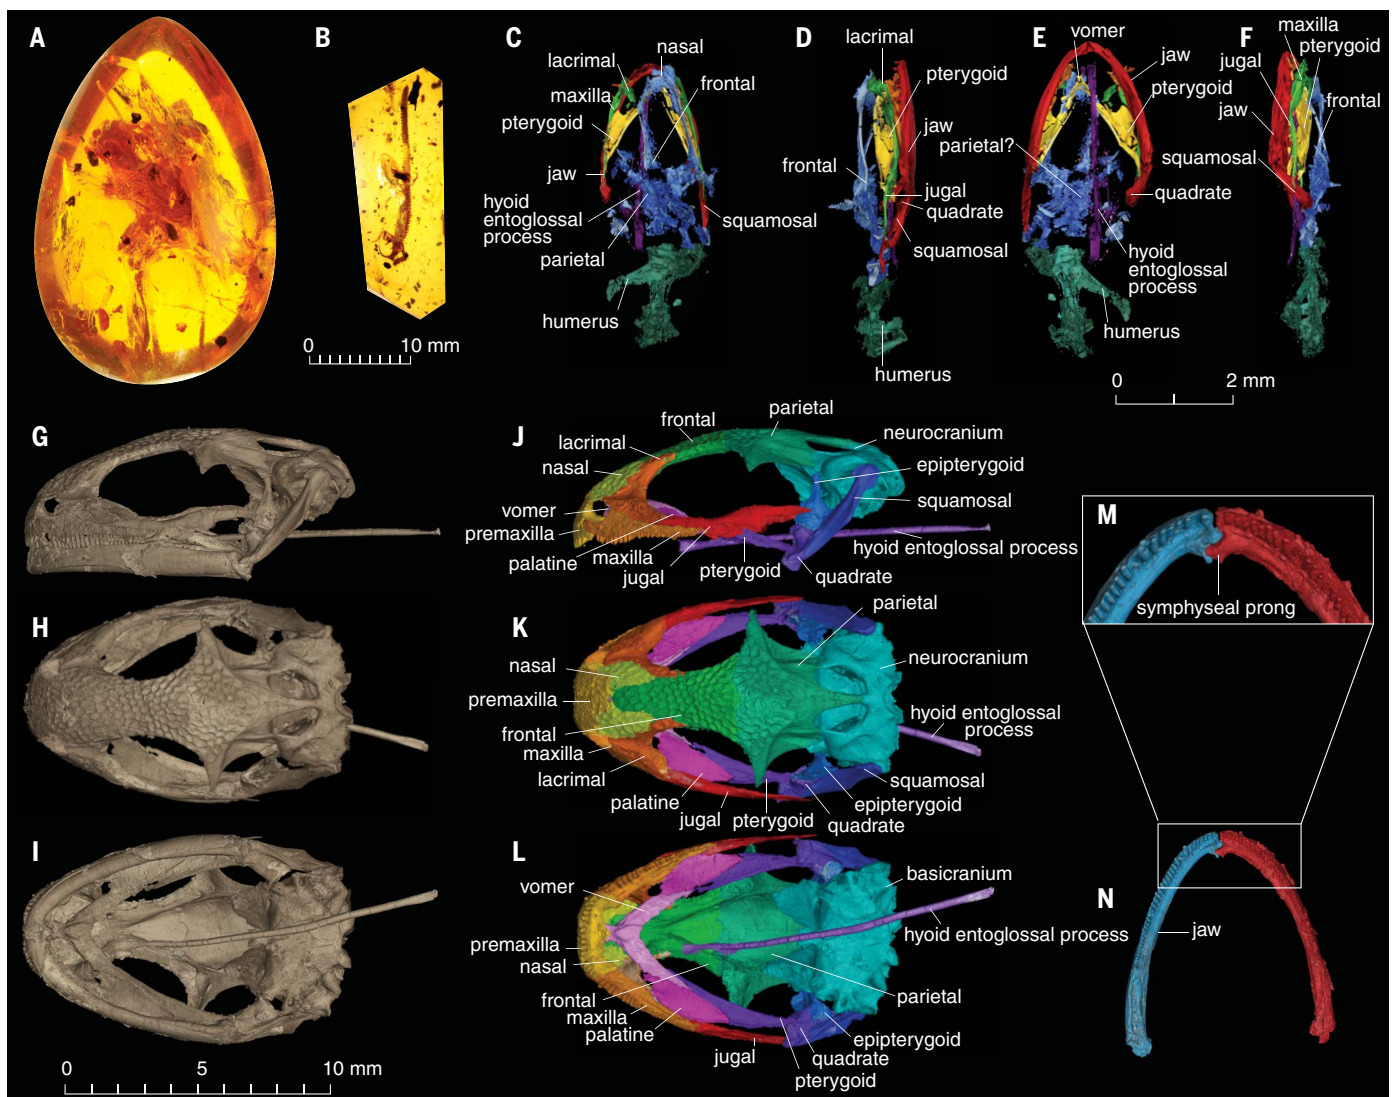 A
B
0 10 mm
C
nasal
lacrimal
frontal
maxilla
pterygoid
jaw
hyoid
entoglossal
process
squamosal
parietal
humerus
D
lacrimal
pterygoid
jaw
frontal
jugal
quadrate
squamosal
humerus
E
vomer
jaw
pterygoid
parietal?
quadrate
hyoid
entoglossal
process
humerus
F
maxilla
pterygoid
jugal
jaw
frontal
squamosal
0 2 mm
G
H
I
0 5 10 mm
J
parietal
frontal
lacrimal
neurocranium
nasal
epipterygoid
squamosal
vomer
premaxilla
palatine
maxilla
jugal
pterygoid
quadrate
hyoid entoglossal process
K
parietal
nasal
neurocranium
premaxilla
hyoid entoglossal
process
frontal
maxilla
lacrimal
squamosal
palatine
epipterygoid
jugal
pterygoid
quadrate
L
vomer
basicranium
premaxilla
hyoid entoglossal process
nasal
frontal
parietal
maxilla
palatine
epipterygoid
jugal
quadrate
pterygoid
M
symphyseal prong
N
jaw